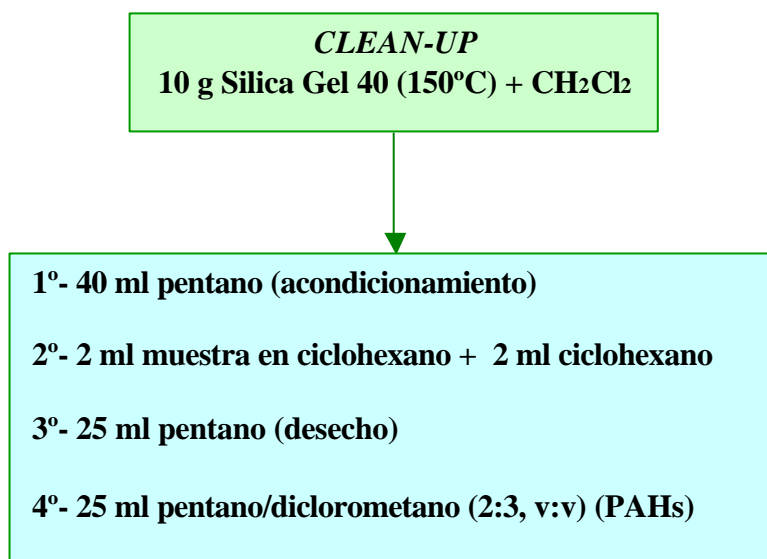 CLEAN-UP
10 g Silica Gel 40 (150ºC) + CH2Cl2
1º- 40 ml pentano (acondicionamiento)
2º- 2 ml muestra en ciclohexano + 2 ml ciclohexano
3º- 25 ml pentano (desecho)
4º- 25 ml pentano/diclorometano (2:3, v:v) (PAHs)